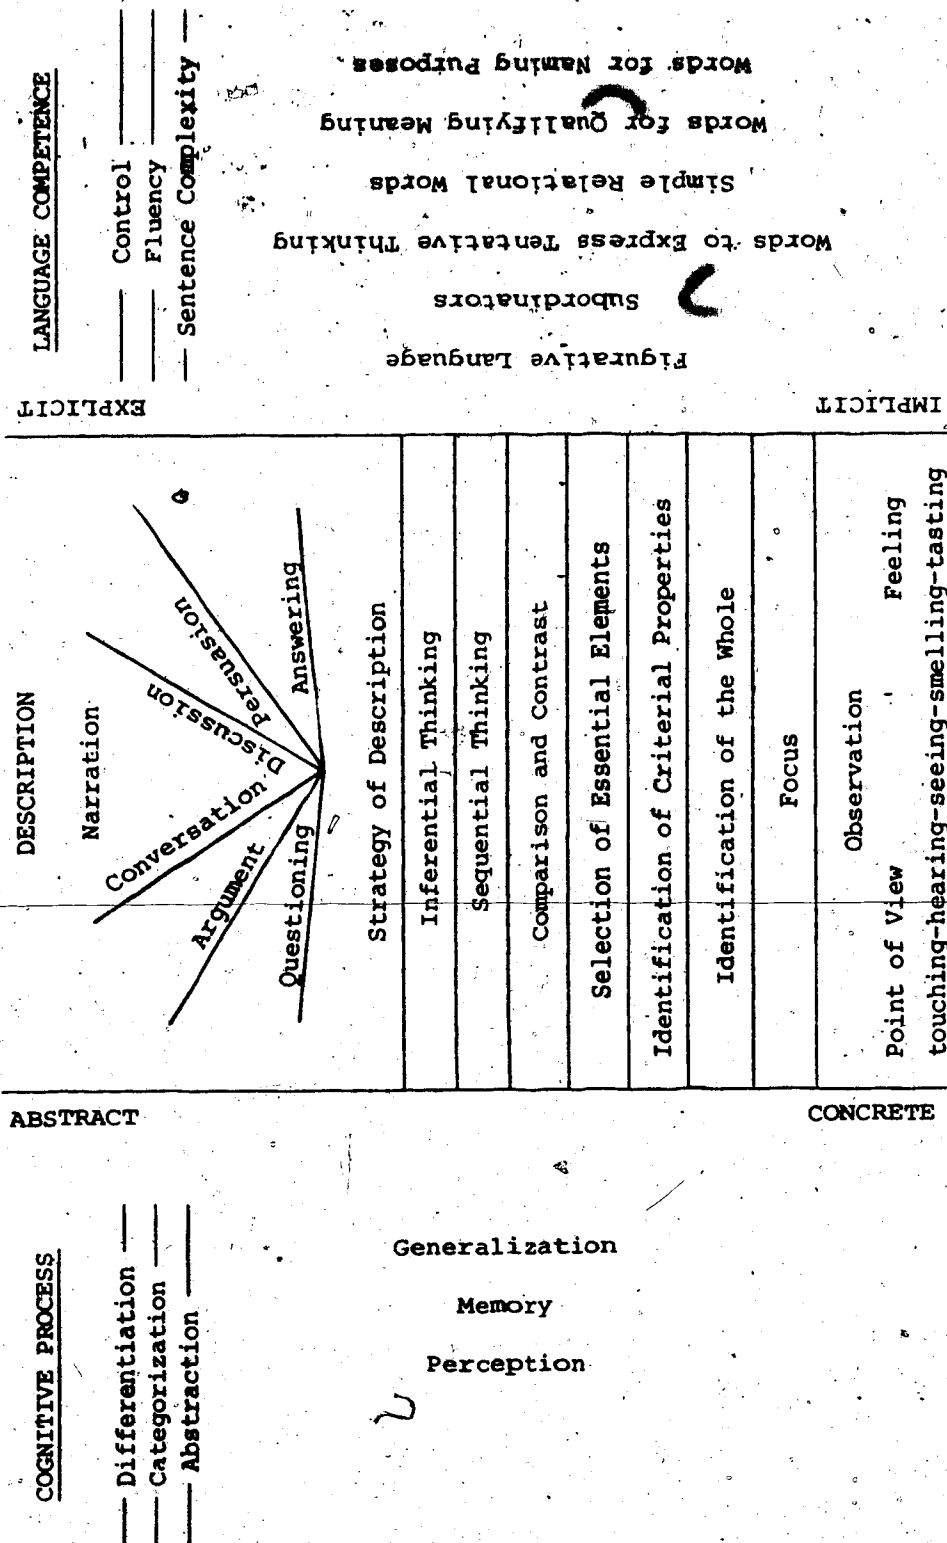 COGNITIVE PROCESS
Differentiation
Categorization
Abstraction
Generalization
Memory
Perception
ABSTRACT
CONCRETE
DESCRIPTION
Narration
Questioning
Argument
Conversation
Discussion
Persuasion
Answering
Strategy of Description
Inferential Thinking
Sequential Thinking
Comparison and Contrast
Selection of Essential Elements
Identification of Criterial Properties
Identification of the Whole
Focus
Observation
Point of View Feeling
touching-hearing-seeing-smelling-tasting
EXPLICIT
IMPLICIT
LANGUAGE COMPETENCE
Control
Fluency
Sentence Complexity
Figurative Language
Subordinators
Words to Express Tentative Thinking
Simple Relational Words
Words for Qualifying Meaning
Words for Naming Purposes